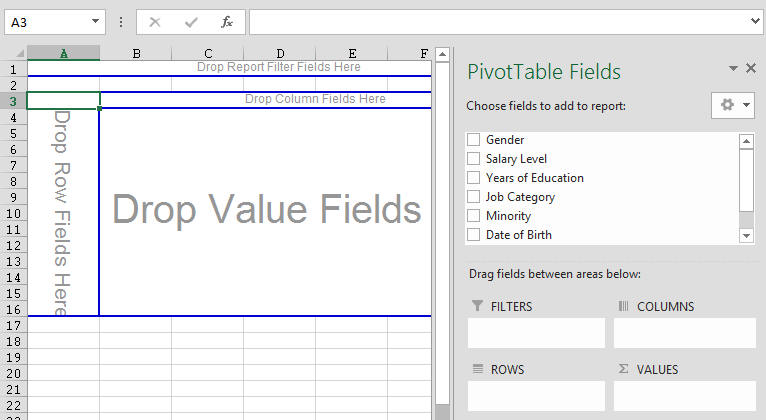 A3
fx
A B C D E F
1 Drop Report Filter Fields Here
2
3 Drop Column Fields Here
4
5
6
7
8
9
10
11
12
13
14
15
16
17
18
19
20
21
22
Drop Row Fields Here
Drop Value Fields
PivotTable Fields
Choose fields to add to report:
Gender
Salary Level
Years of Education
Job Category
Minority
Date of Birth
Drag fields between areas below:
FILTERS
COLUMNS
ROWS
Σ VALUES